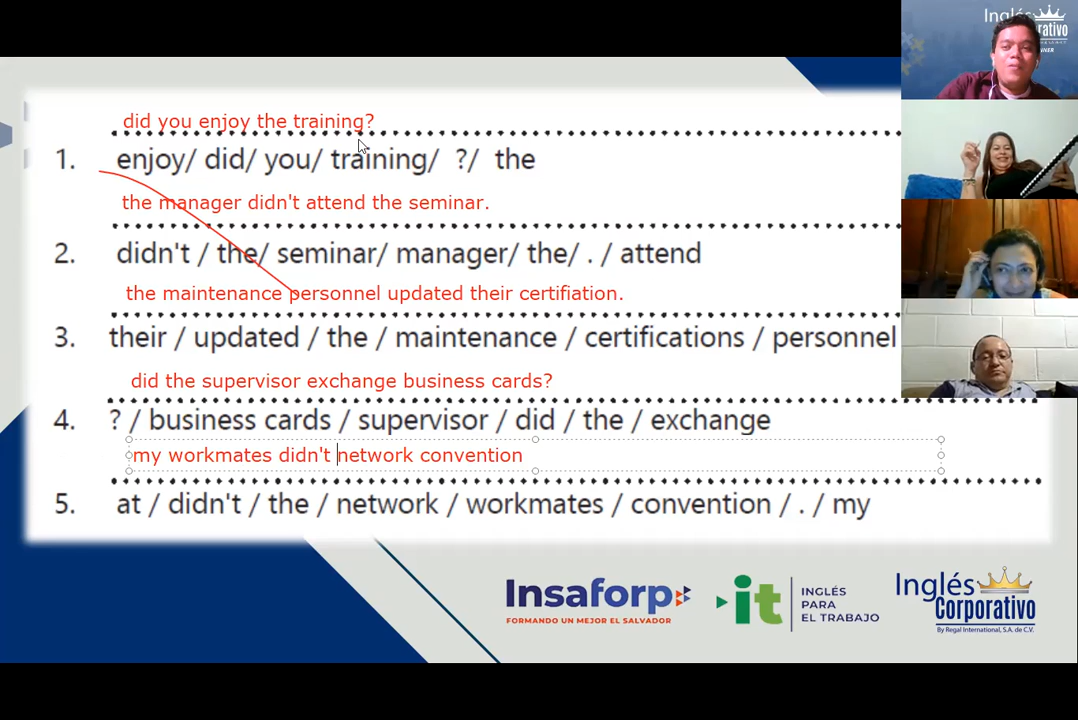 Inglés
Corporativo
did you enjoy the training?
1. enjoy/ did/ you/ training/ ?/ the
the manager didn't attend the seminar.
2. didn't / the/ seminar/ manager/ the/ . / attend
the maintenance personnel updated their certifiation.
3. their / updated / the / maintenance / certifications / personnel
did the supervisor exchange business cards?
4. ? / business cards / supervisor / did / the / exchange
my workmates didn't network convention
5. at / didn't / the / network / workmates / convention / . / my
Insaforp
FORMANDO UN MEJOR EL SALVADOR
it
INGLÉS
PARA
EL TRABAJO
Inglés
Corporativo
By Regal International, S.A. de C.V.